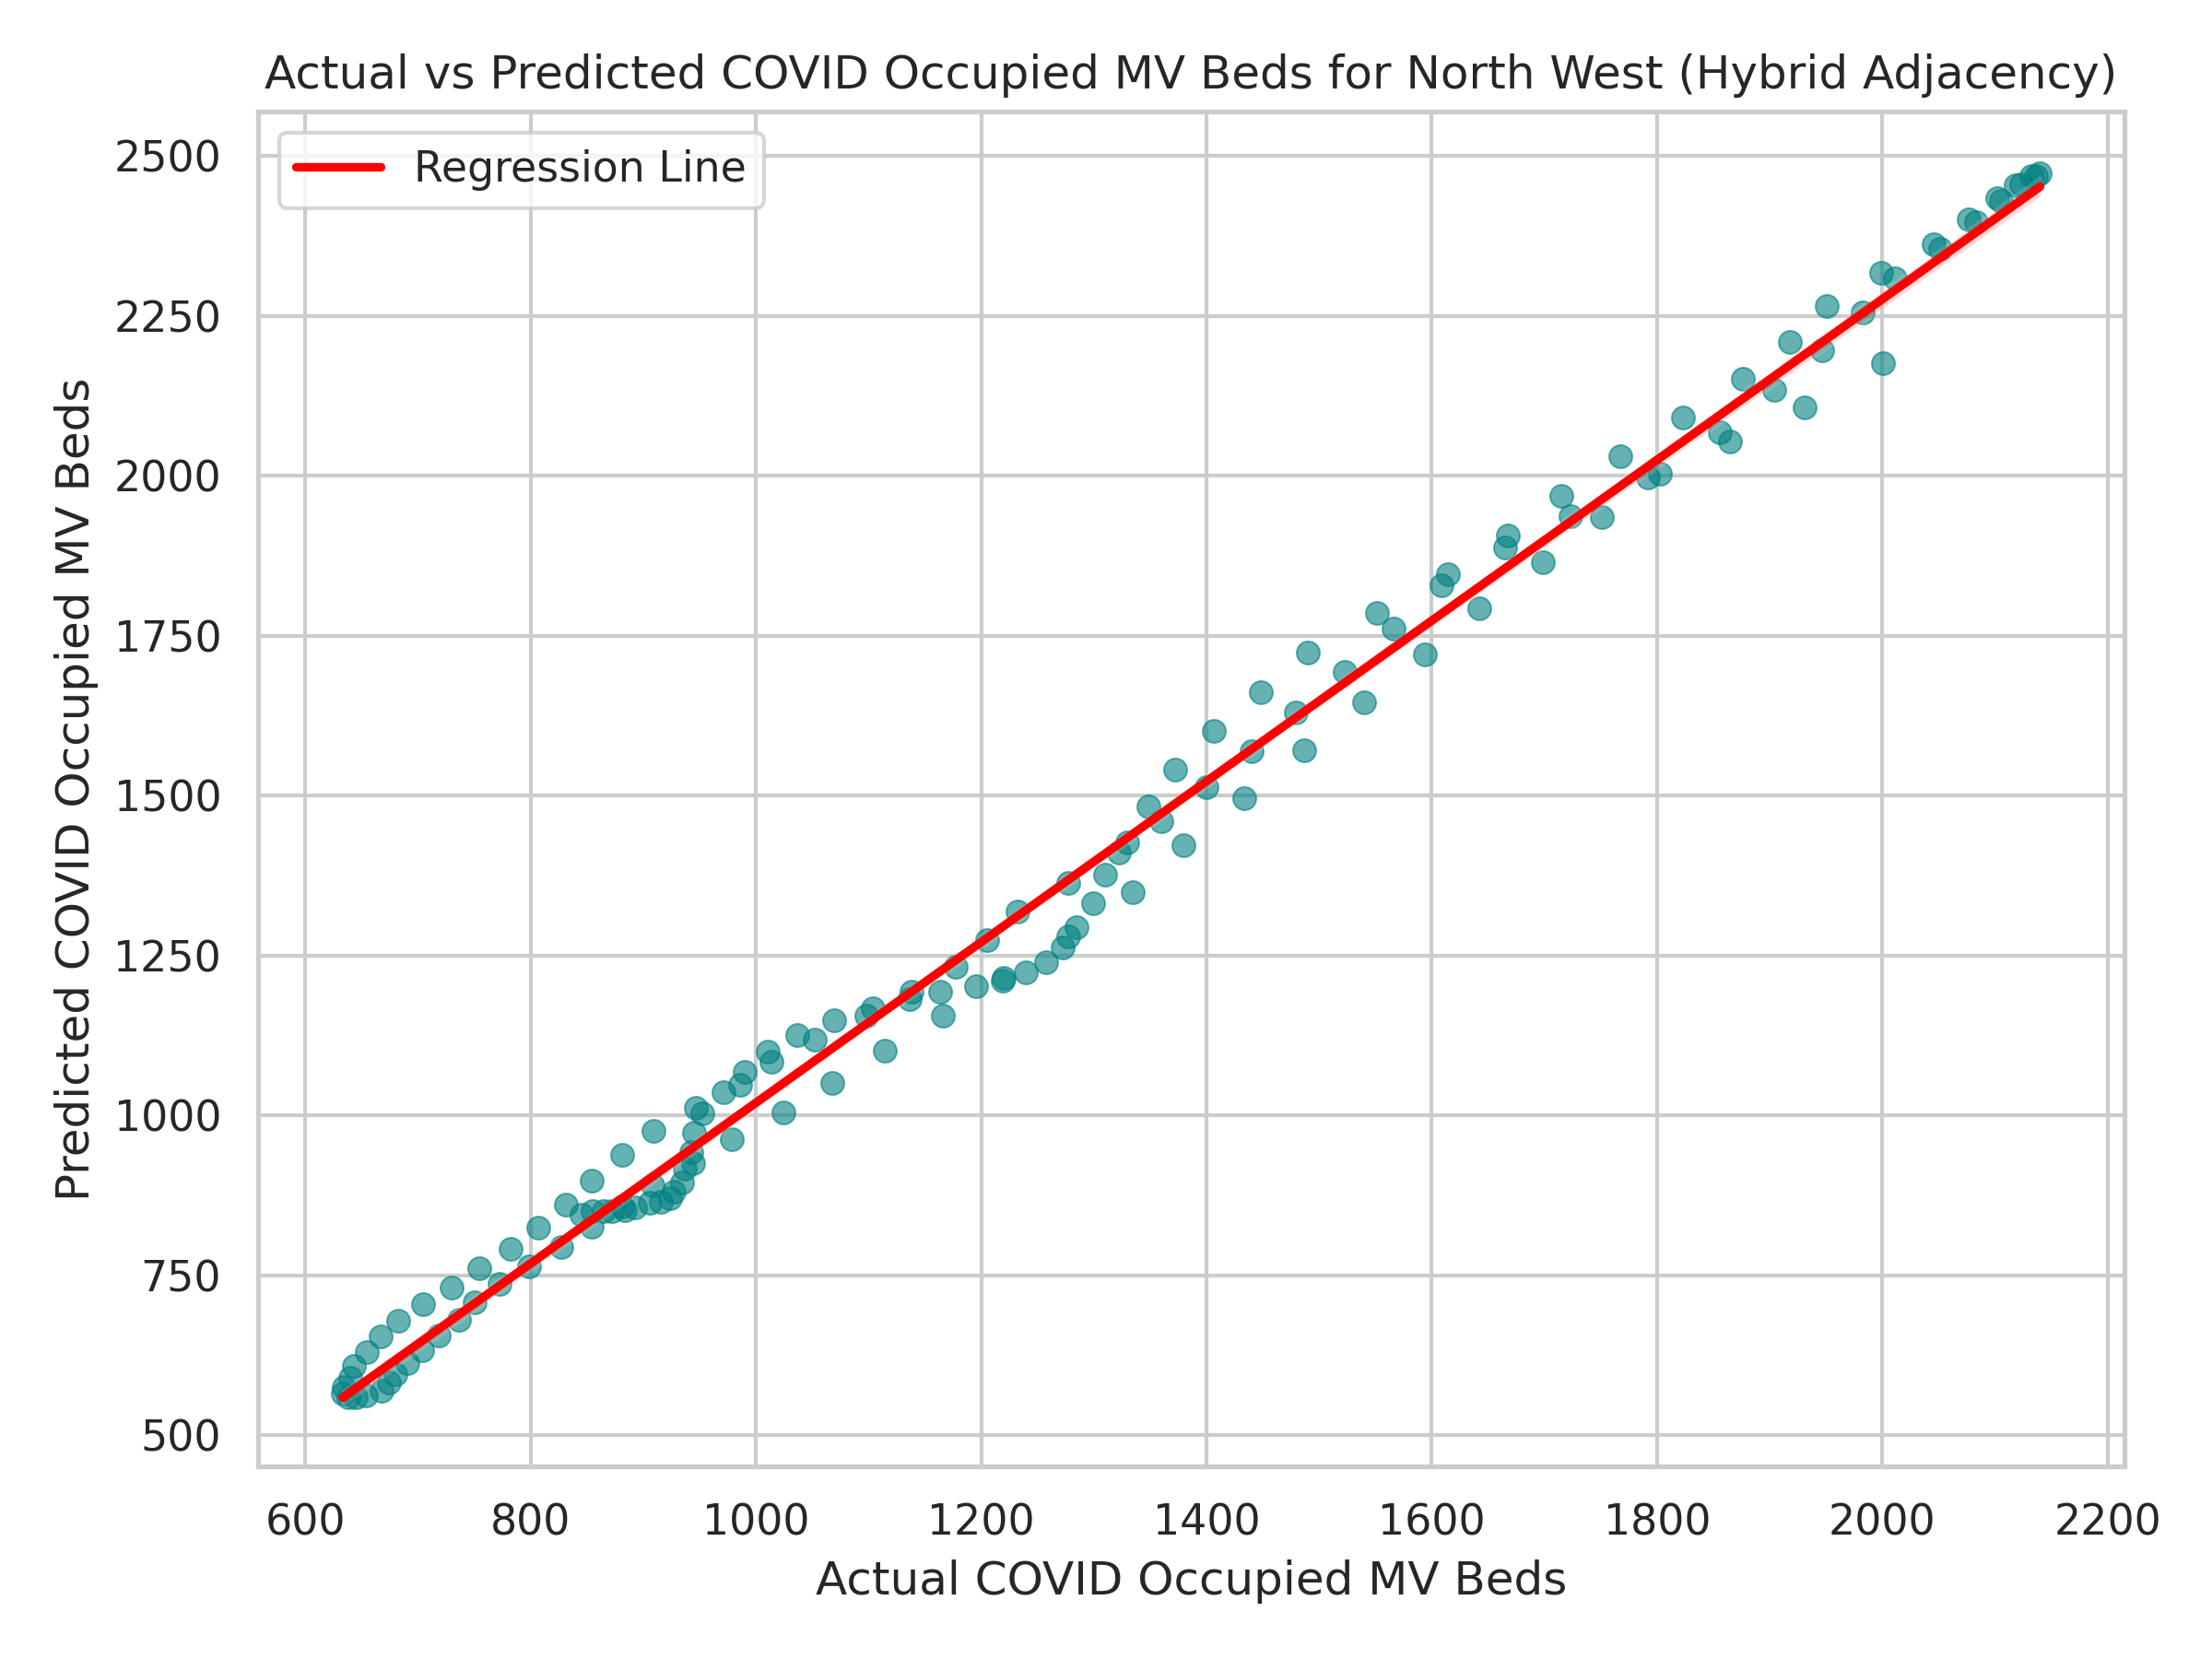 Actual vs Predicted COVID Occupied MV Beds for North West (Hybrid Adjacency)
Regression Line
Predicted COVID Occupied MV Beds
2500
2250
2000
1750
1500
1250
1000
750
500
600 800 1000 1200 1400 1600 1800 2000 2200
Actual COVID Occupied MV Beds